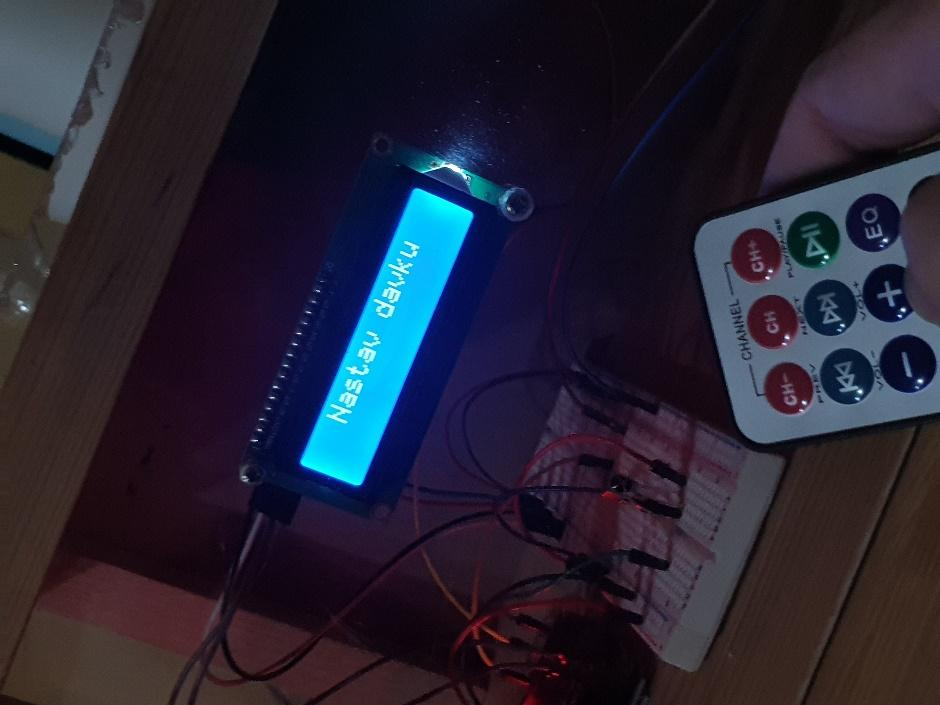 Nastav davku
CHANNEL
CH-
CH
CH+
PREV
NEXT
PLAY/PAUSE
VOL-
VOL+
EQ